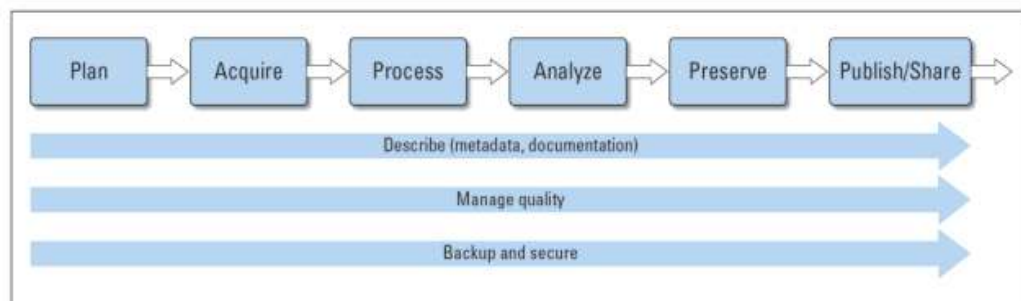 Plan
Acquire
Process
Analyze
Preserve
Publish/Share
Describe (metadata, documentation)
Manage quality
Backup and secure